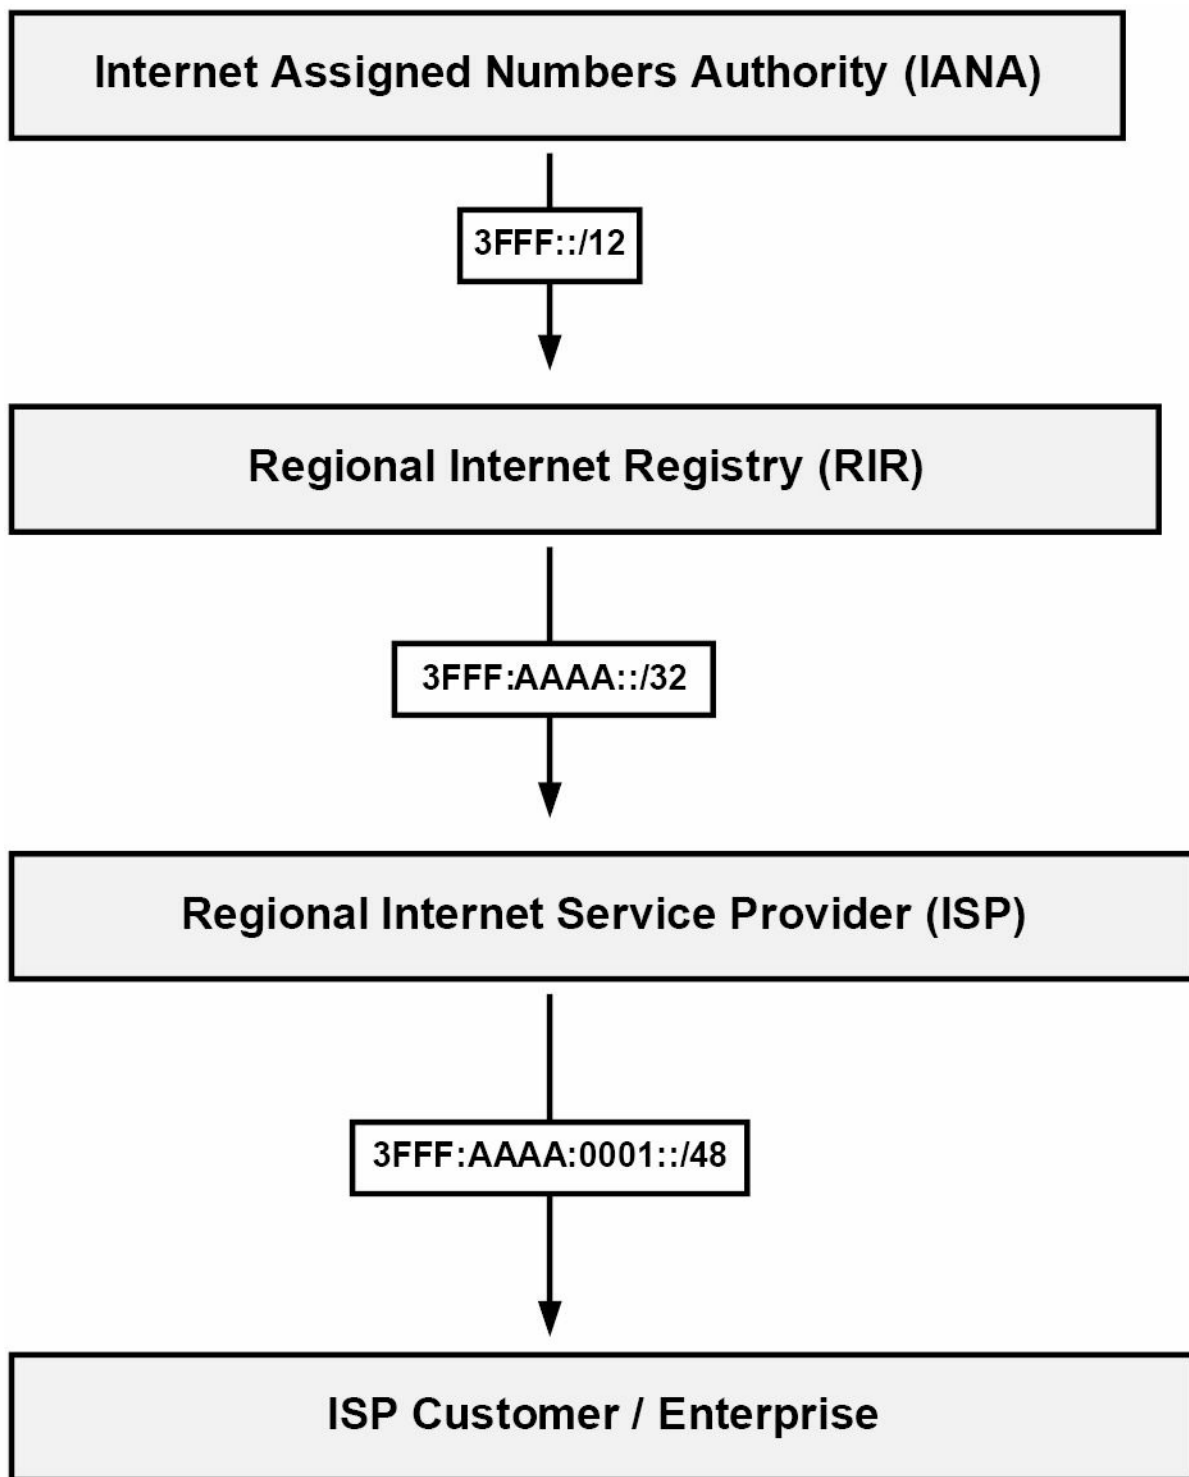 Internet Assigned Numbers Authority (IANA)
3FFF::/12
Regional Internet Registry (RIR)
3FFF:AAAA::/32
Regional Internet Service Provider (ISP)
3FFF:AAAA:0001::/48
ISP Customer / Enterprise